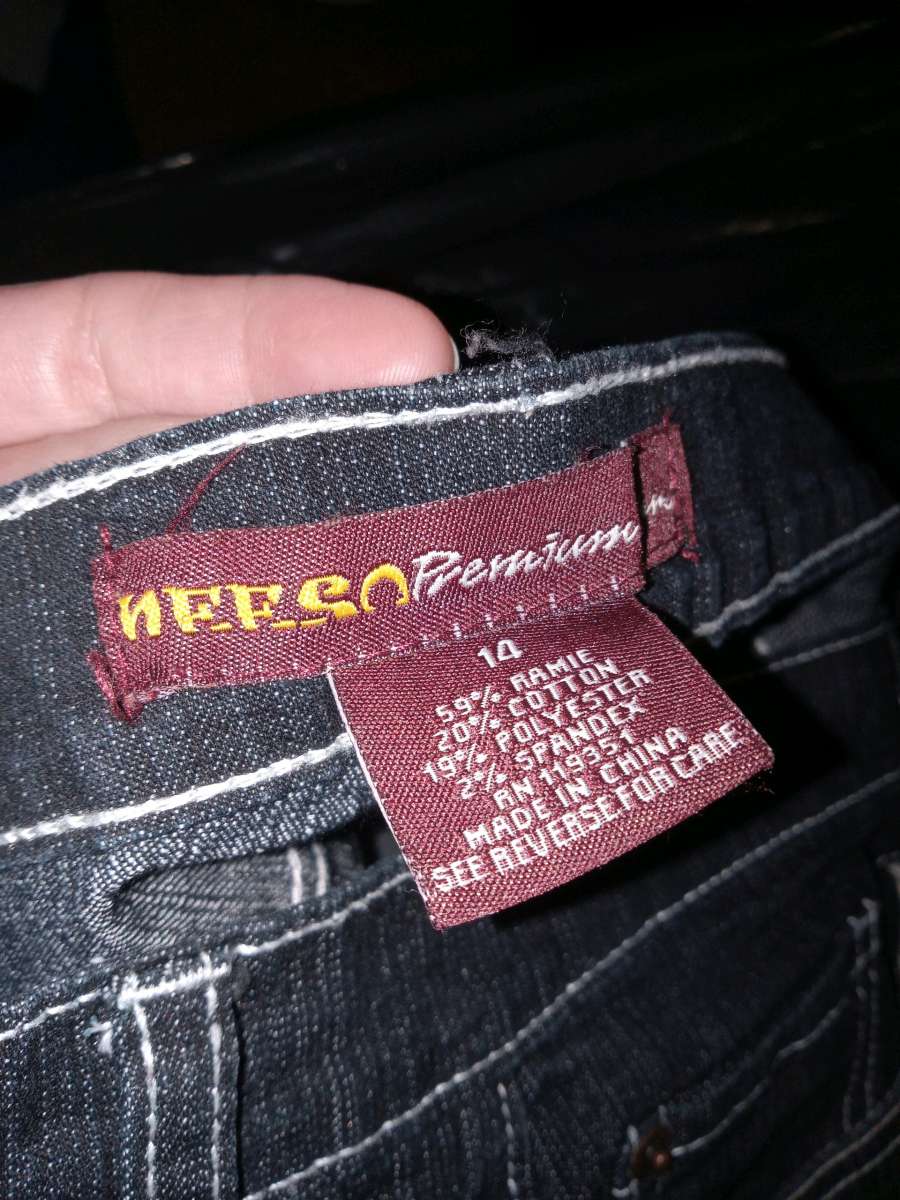 NEESO Premium
m
14
59% RAMIE
20% COTTON
19% POLYESTER
2% SPANDEX
RN 119351
MADE IN CHINA
SEE REVERSE FOR CARE